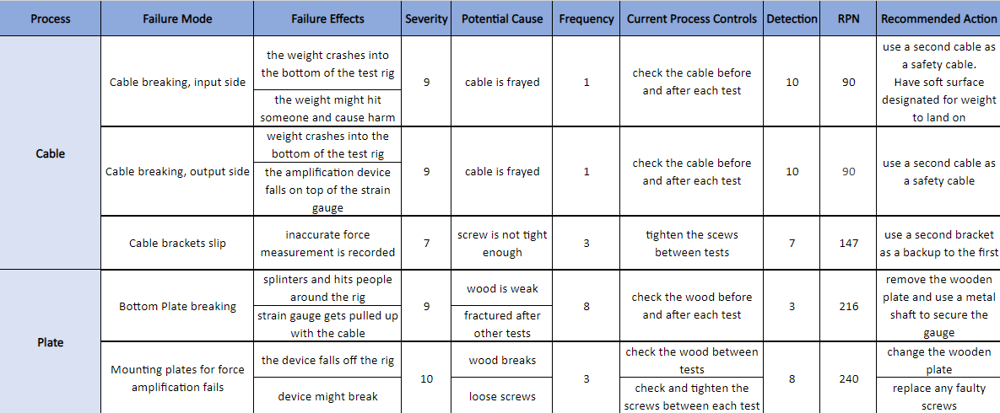 Process Failure Mode Failure Effects Severity Potential Cause Frequency Current Process Controls Detection RPN Recommended Action
Cable
Cable breaking, input side
the weight crashes into
the bottom of the test rig
the weight might hit
someone and cause harm
9
cable is frayed
1
check the cable before
and after each test
10
90
use a second cable as
a safety cable.
Have soft surface
designated for weight
to land on
Cable breaking, output side
weight crashes into the
bottom of the test rig
the amplification device
falls on top of the strain
gauge
9
cable is frayed
1
check the cable before
and after each test
10
90
use a second cable as
a safety cable
Cable brackets slip
inaccurate force
measurement is recorded
7
screw is not tight
enough
3
tighten the scews
between tests
7
147
use a second bracket
as a backup to the first
Plate
Bottom Plate breaking
splinters and hits people
around the rig
strain gauge gets pulled up
with the cable
9
wood is weak
fractured after
other tests
8
check the wood before
and after each test
3
216
remove the wooden
plate and use a metal
shaft to secure the
gauge
Mounting plates for force
amplification fails
the device falls off the rig
device might break
10
wood breaks
loose screws
3
check the wood between
tests
check and tighten the
screws between each test
8
240
change the wooden
plate
replace any faulty
screws